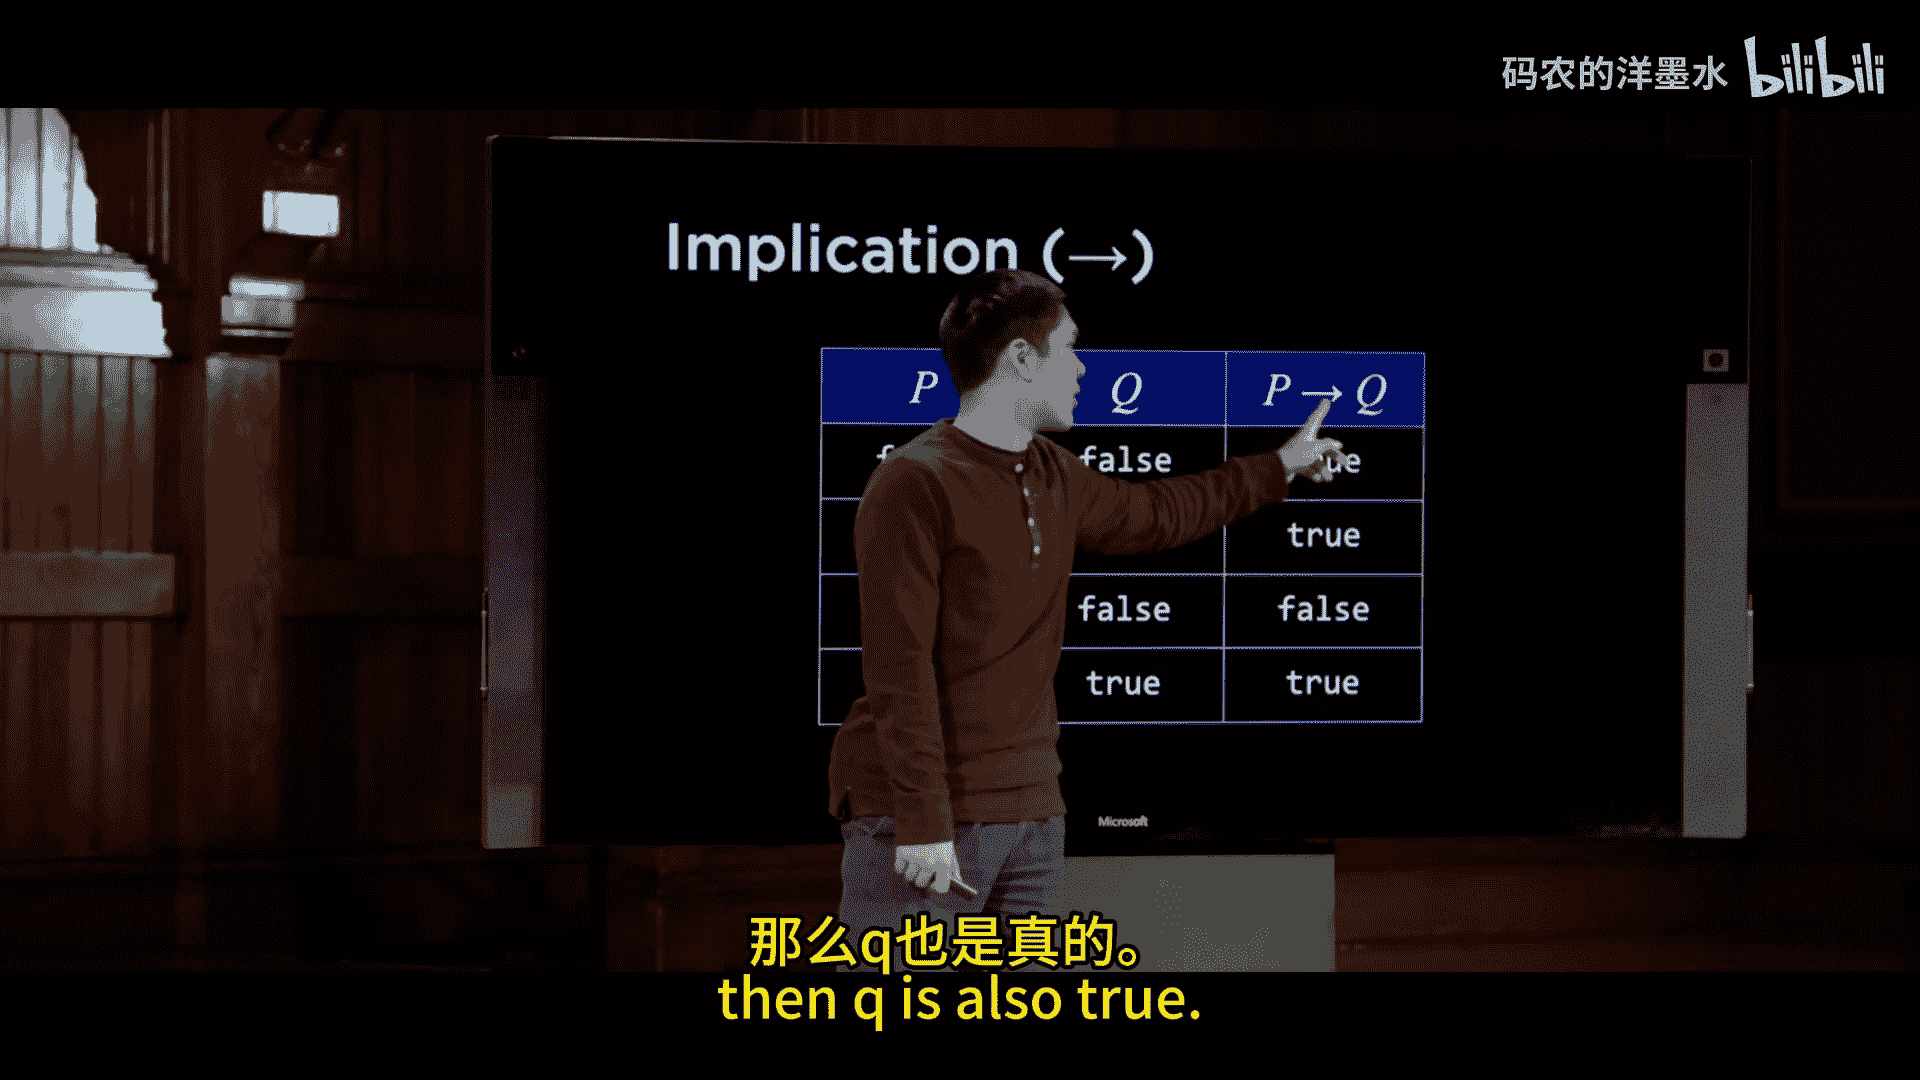 码农的洋墨水 bilibili
Implication (→)
P Q P → Q
false
true
false false
true true
Microsoft
那么q也是真的。
then q is also true.